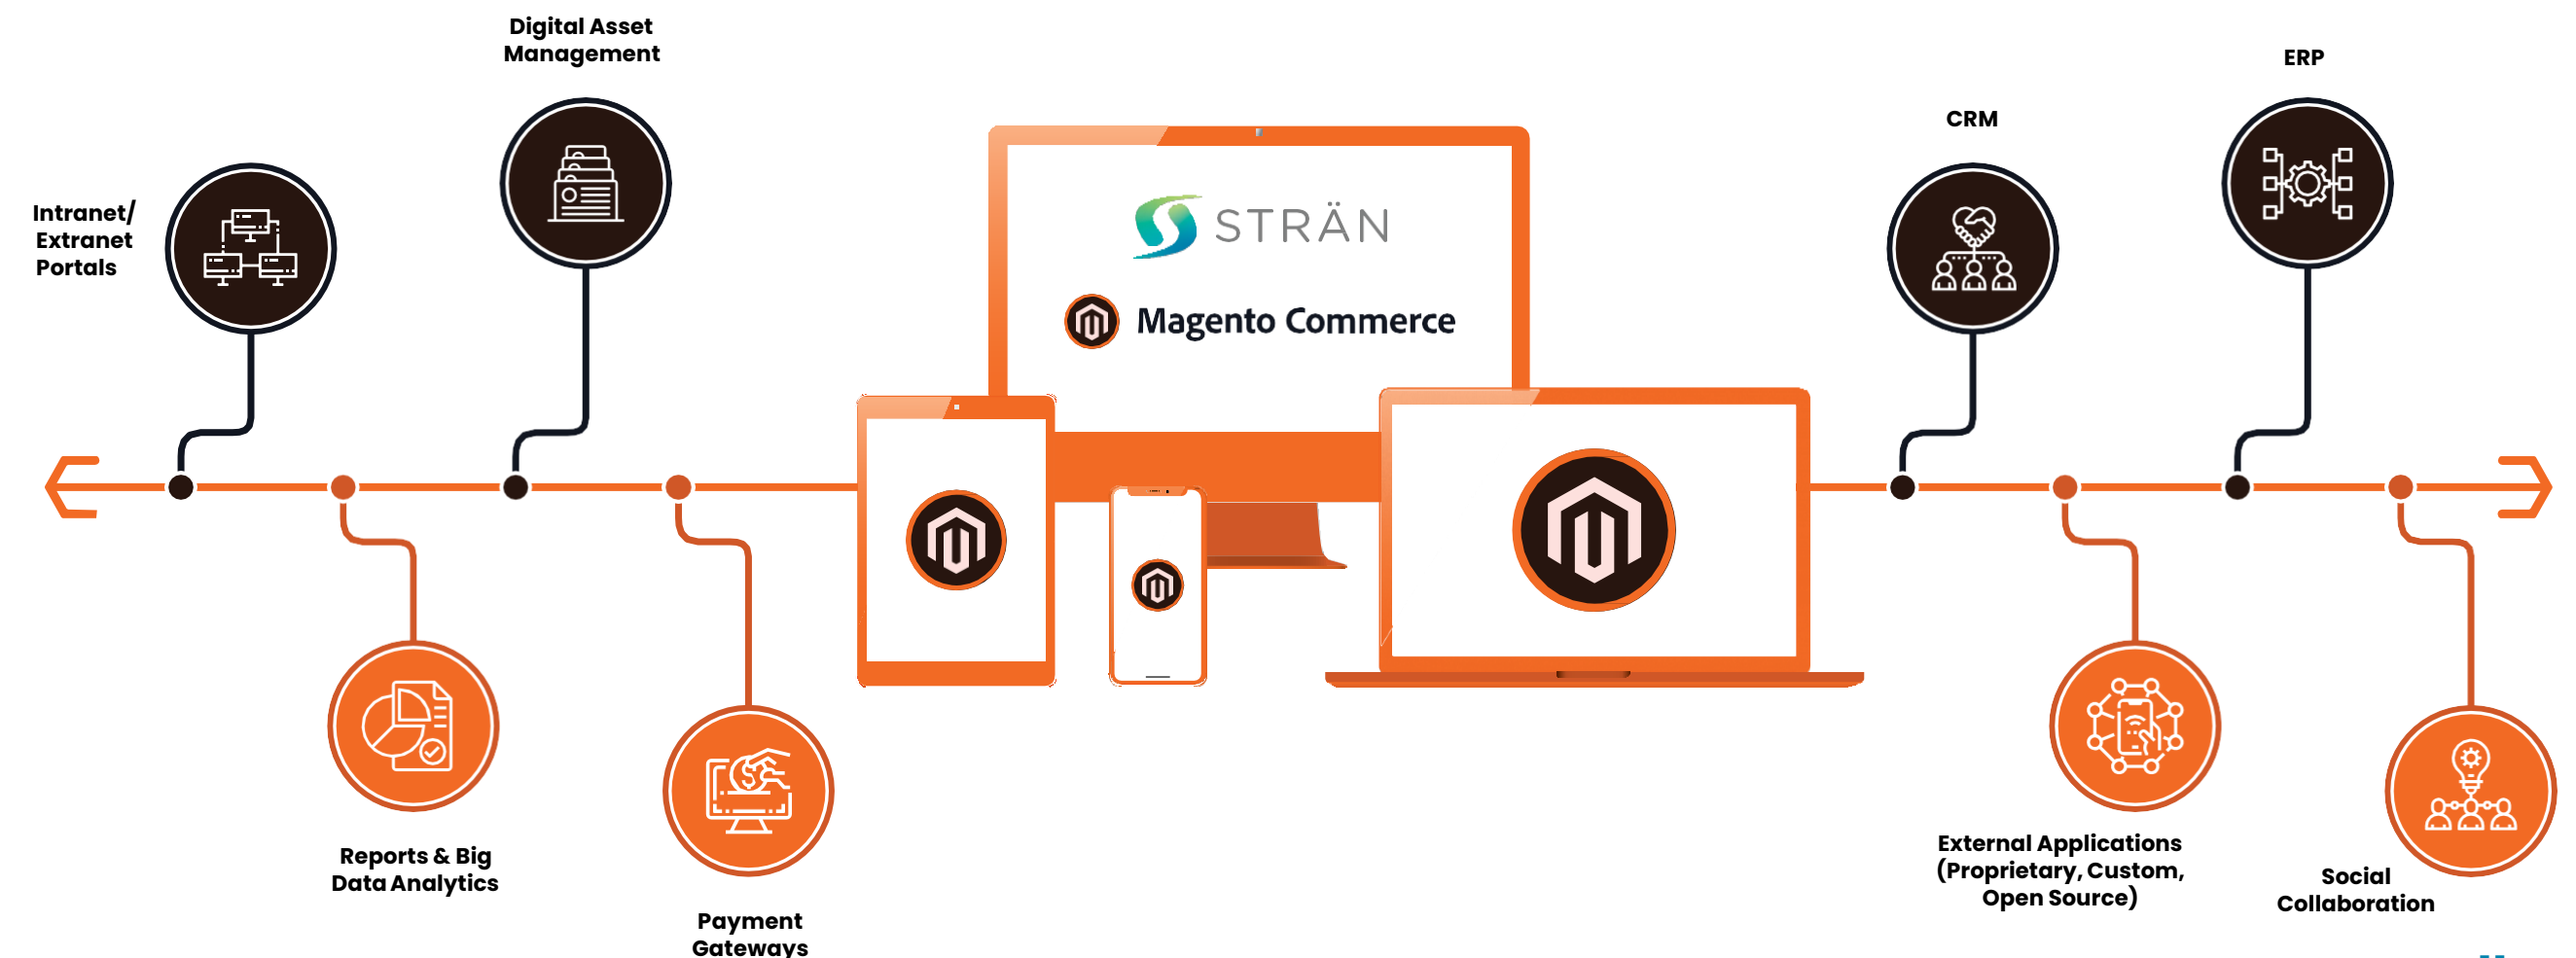 Digital Asset
Management
ERP
CRM
Intranet/
Extranet
Portals
STRÄN
Magento Commerce
Reports & Big
Data Analytics
Payment
Gateways
External Applications
(Proprietary, Custom,
Open Source)
Social
Collaboration